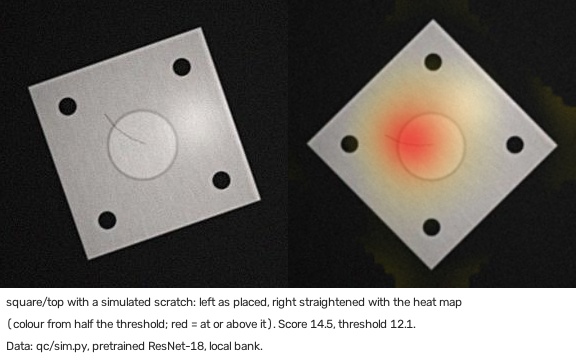 square/top with a simulated scratch: left as placed, right straightened with the heat map
(colour from half the threshold; red = at or above it). Score 14.5, threshold 12.1.
Data: qc/sim.py, pretrained ResNet-18, local bank.